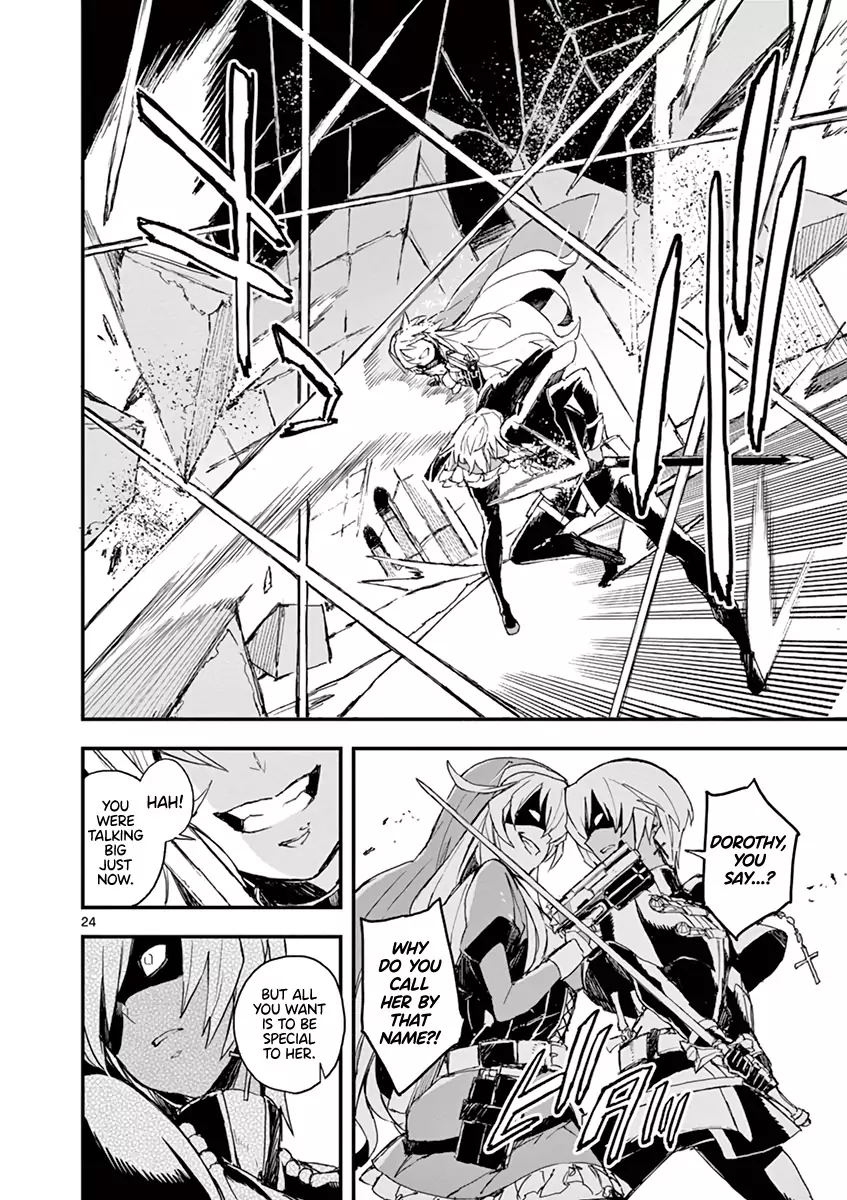 DOROTHY,
YOU
SAY...?
WHY
DO YOU
CALL
HER BY
THAT
NAME?!
HAH!
YOU
WERE
TALKING
BIG
JUST
NOW.
24
BUT ALL
YOU WANT
IS TO BE
SPECIAL
TO HER.